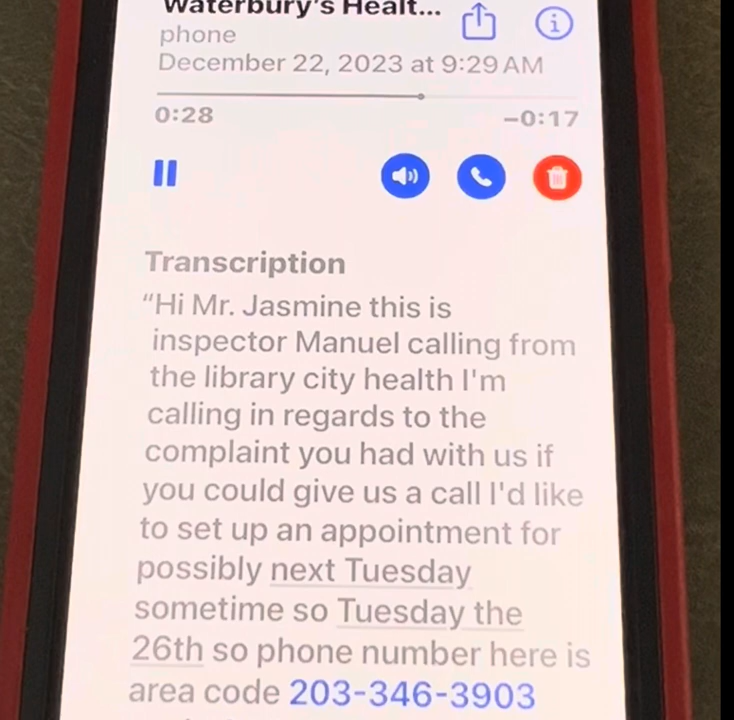 Waterbury's Healt...
phone
December 22, 2023 at 9:29 AM
0:28
−0:17
Transcription
“Hi Mr. Jasmine this is
inspector Manuel calling from
the library city health I'm
calling in regards to the
complaint you had with us if
you could give us a call I'd like
to set up an appointment for
possibly next Tuesday
sometime so Tuesday the
26th so phone number here is
area code 203-346-3903